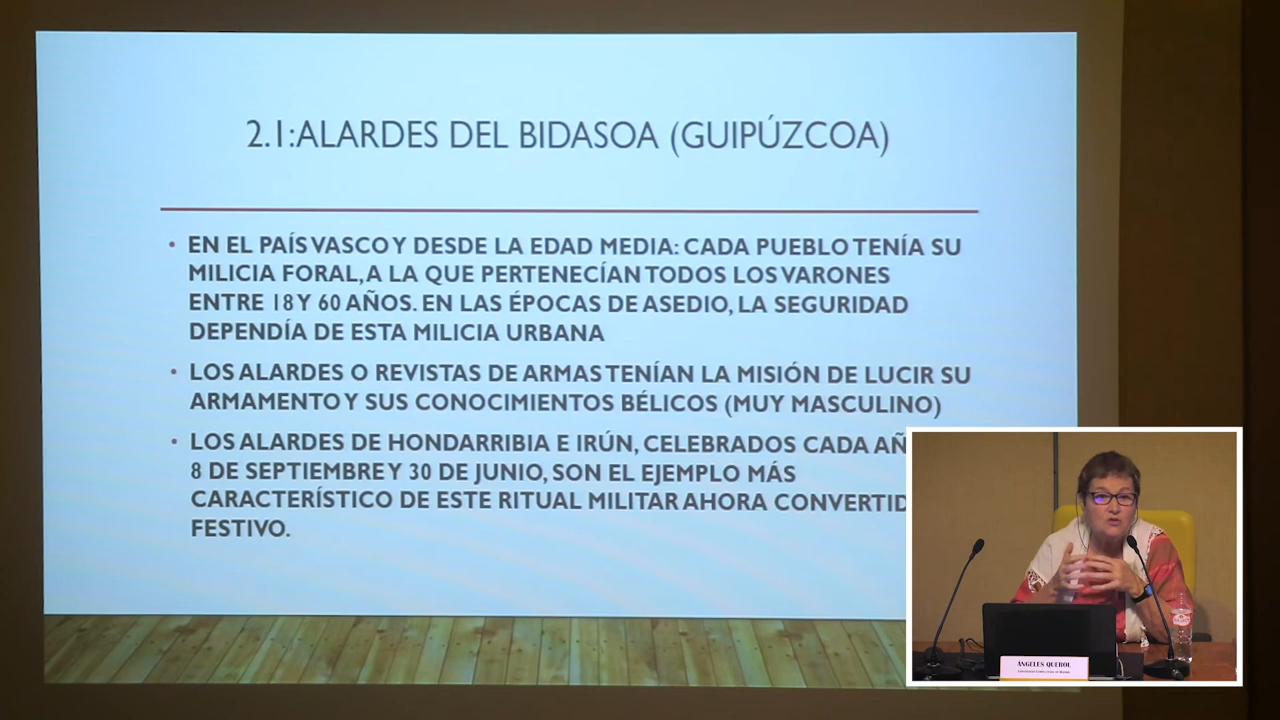 2.1:ALARDES DEL BIDASOA (GUIPÚZCOA)
• EN EL PAÍS VASCO Y DESDE LA EDAD MEDIA: CADA PUEBLO TENÍA SU
MILICIA FORAL, A LA QUE PERTENECÍAN TODOS LOS VARONES
ENTRE 18 Y 60 AÑOS. EN LAS ÉPOCAS DE ASEDIO, LA SEGURIDAD
DEPENDÍA DE ESTA MILICIA URBANA
• LOS ALARDES O REVISTAS DE ARMAS TENÍAN LA MISIÓN DE LUCIR SU
ARMAMENTO Y SUS CONOCIMIENTOS BÉLICOS (MUY MASCULINO)
• LOS ALARDES DE HONDARRIBIA E IRÚN, CELEBRADOS CADA AÑ
8 DE SEPTIEMBRE Y 30 DE JUNIO, SON EL EJEMPLO MÁS
CARACTERÍSTICO DE ESTE RITUAL MILITAR AHORA CONVERTID
FESTIVO.
ÁNGELES QUEROL